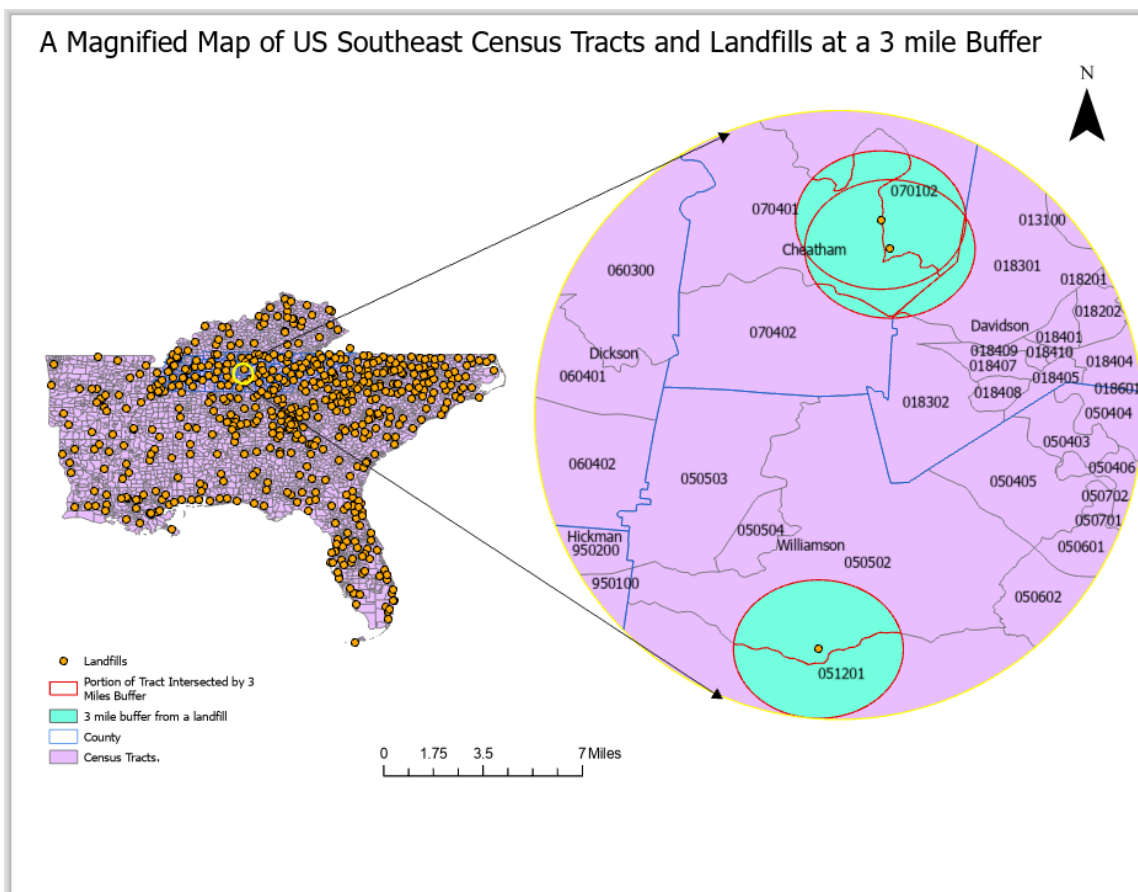 A Magnified Map of US Southeast Census Tracts and Landfills at a 3 mile Buffer
N
070102
070401
013100
Cheatham
060300
018301
018201
018202
070402
Davidson
018401
Dickson
018409
018410
018404
060401
018407
018405
018601
018408
018302
050404
050403
060402
050406
050503
050405
050702
050701
050504
Hickman
Williamson
050601
950200
050502
950100
050602
051201
Landfills
Portion of Tract Intersected by 3
Miles Buffer
3 mile buffer from a landfill
County
Census Tracts.
0 1.75 3.5 7 Miles